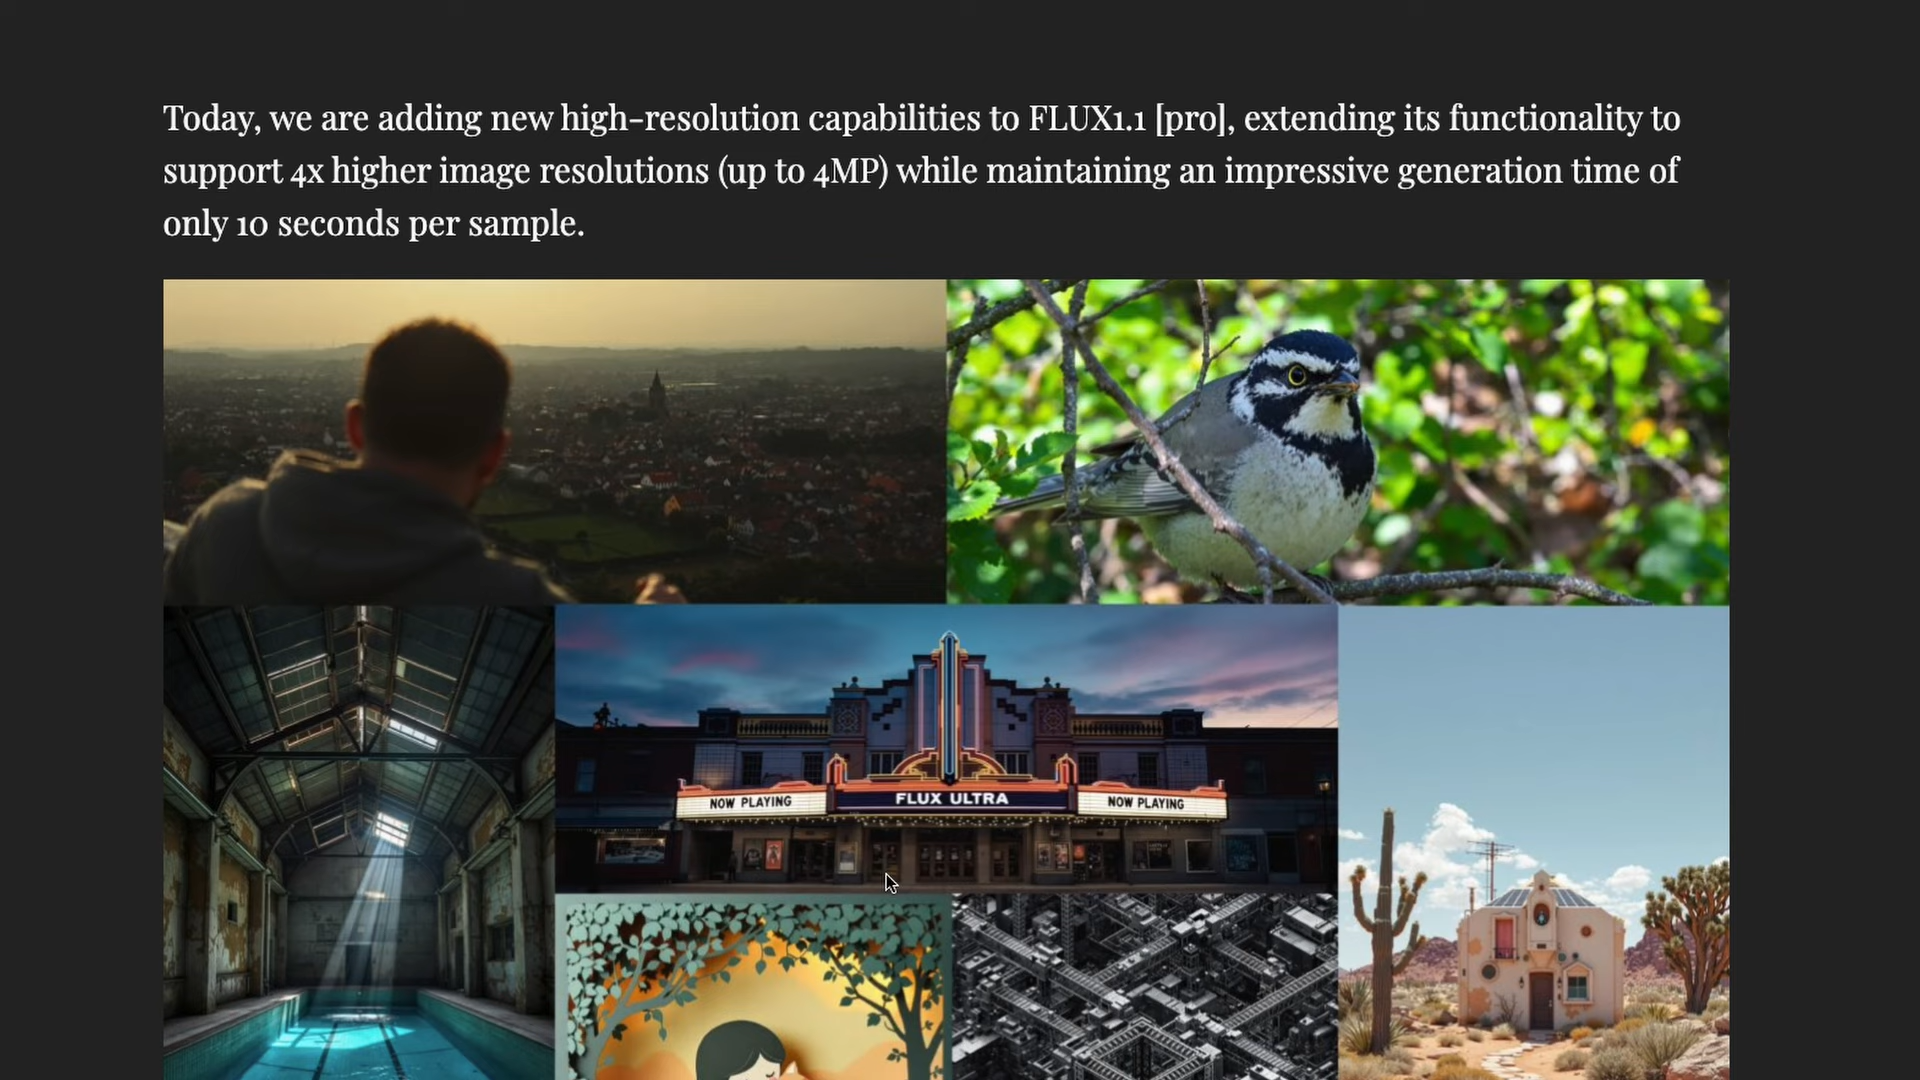 Today, we are adding new high-resolution capabilities to FLUX1.1 [pro], extending its functionality to
support 4x higher image resolutions (up to 4MP) while maintaining an impressive generation time of
only 10 seconds per sample.
NOW PLAYING
FLUX ULTRA
NOW PLAYING